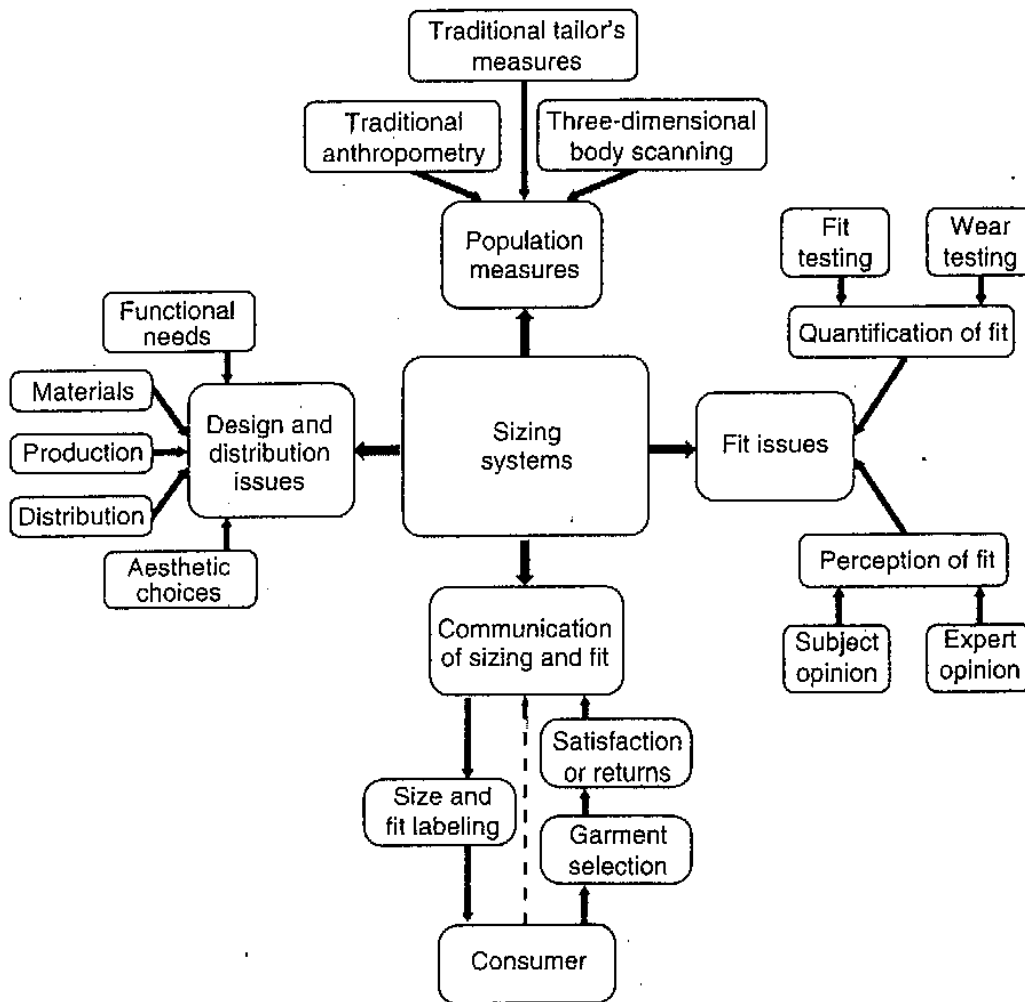 Traditional tailor's
measures
Traditional
anthropometry
Three-dimensional
body scanning
Population
measures
Fit
testing
Wear
testing
Quantification of fit
Functional
needs
Materials
Production
Distribution
Design and
distribution
issues
Aesthetic
choices
Sizing
systems
Fit issues
Perception of fit
Subject
opinion
Expert
opinion
Communication
of sizing and fit
Satisfaction
or returns
Size and
fit labeling
Garment
selection
Consumer